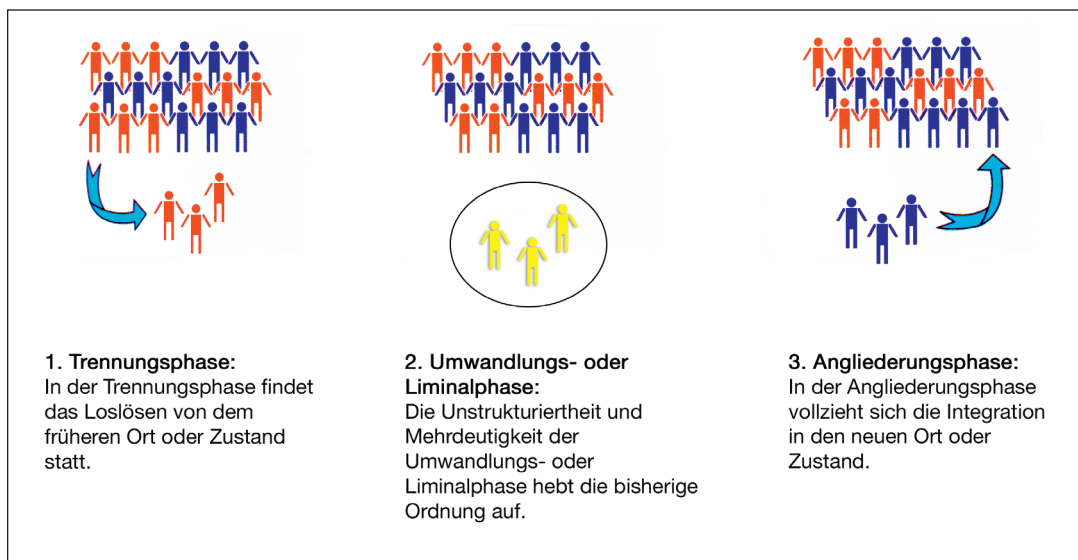 1. Trennungsphase:
In der Trennungsphase findet
das Loslösen von dem
früheren Ort oder Zustand
statt.
2. Umwandlungs- oder
Liminalphase:
Die Unstrukturiertheit und
Mehrdeutigkeit der
Umwandlungs- oder
Liminalphase hebt die bisherige
Ordnung auf.
3. Angliederungsphase:
In der Angliederungsphase
vollzieht sich die Integration
in den neuen Ort oder
Zustand.